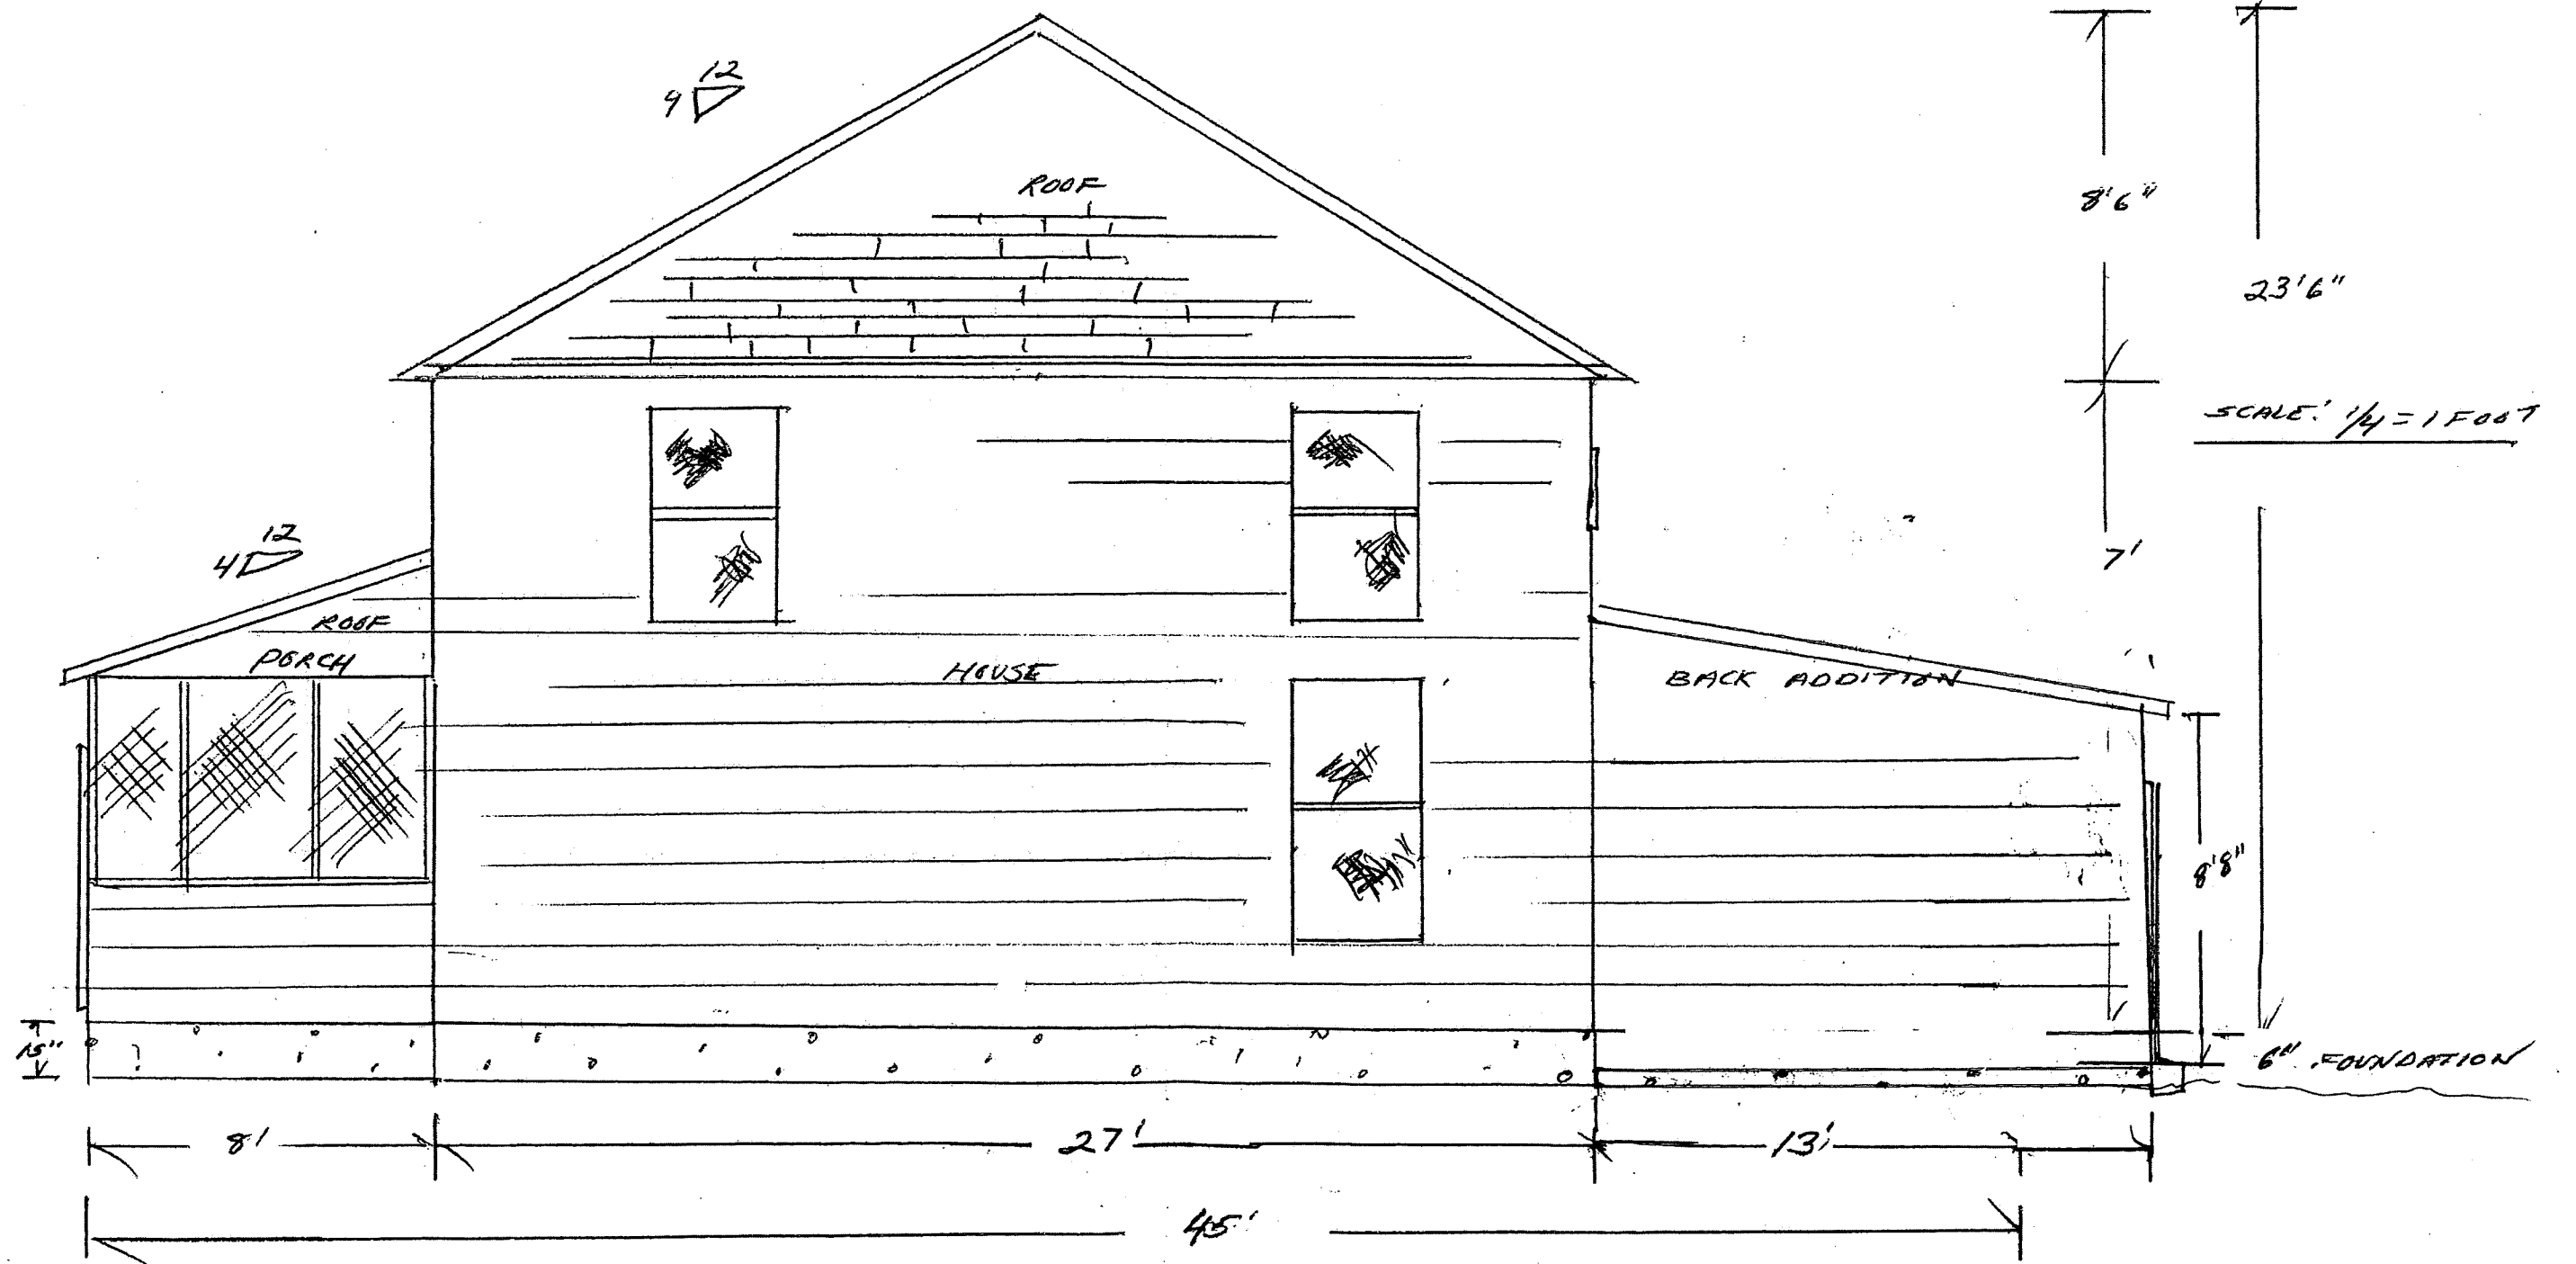 12
9
ROOF
8'6"
23'6"
SCALE: 1/4 = 1 FOOT
7'
12
4
ROOF
PORCH
HOUSE
BACK ADDITION
8'8"
15"
6" FOUNDATION
8'
27'
13'
45'